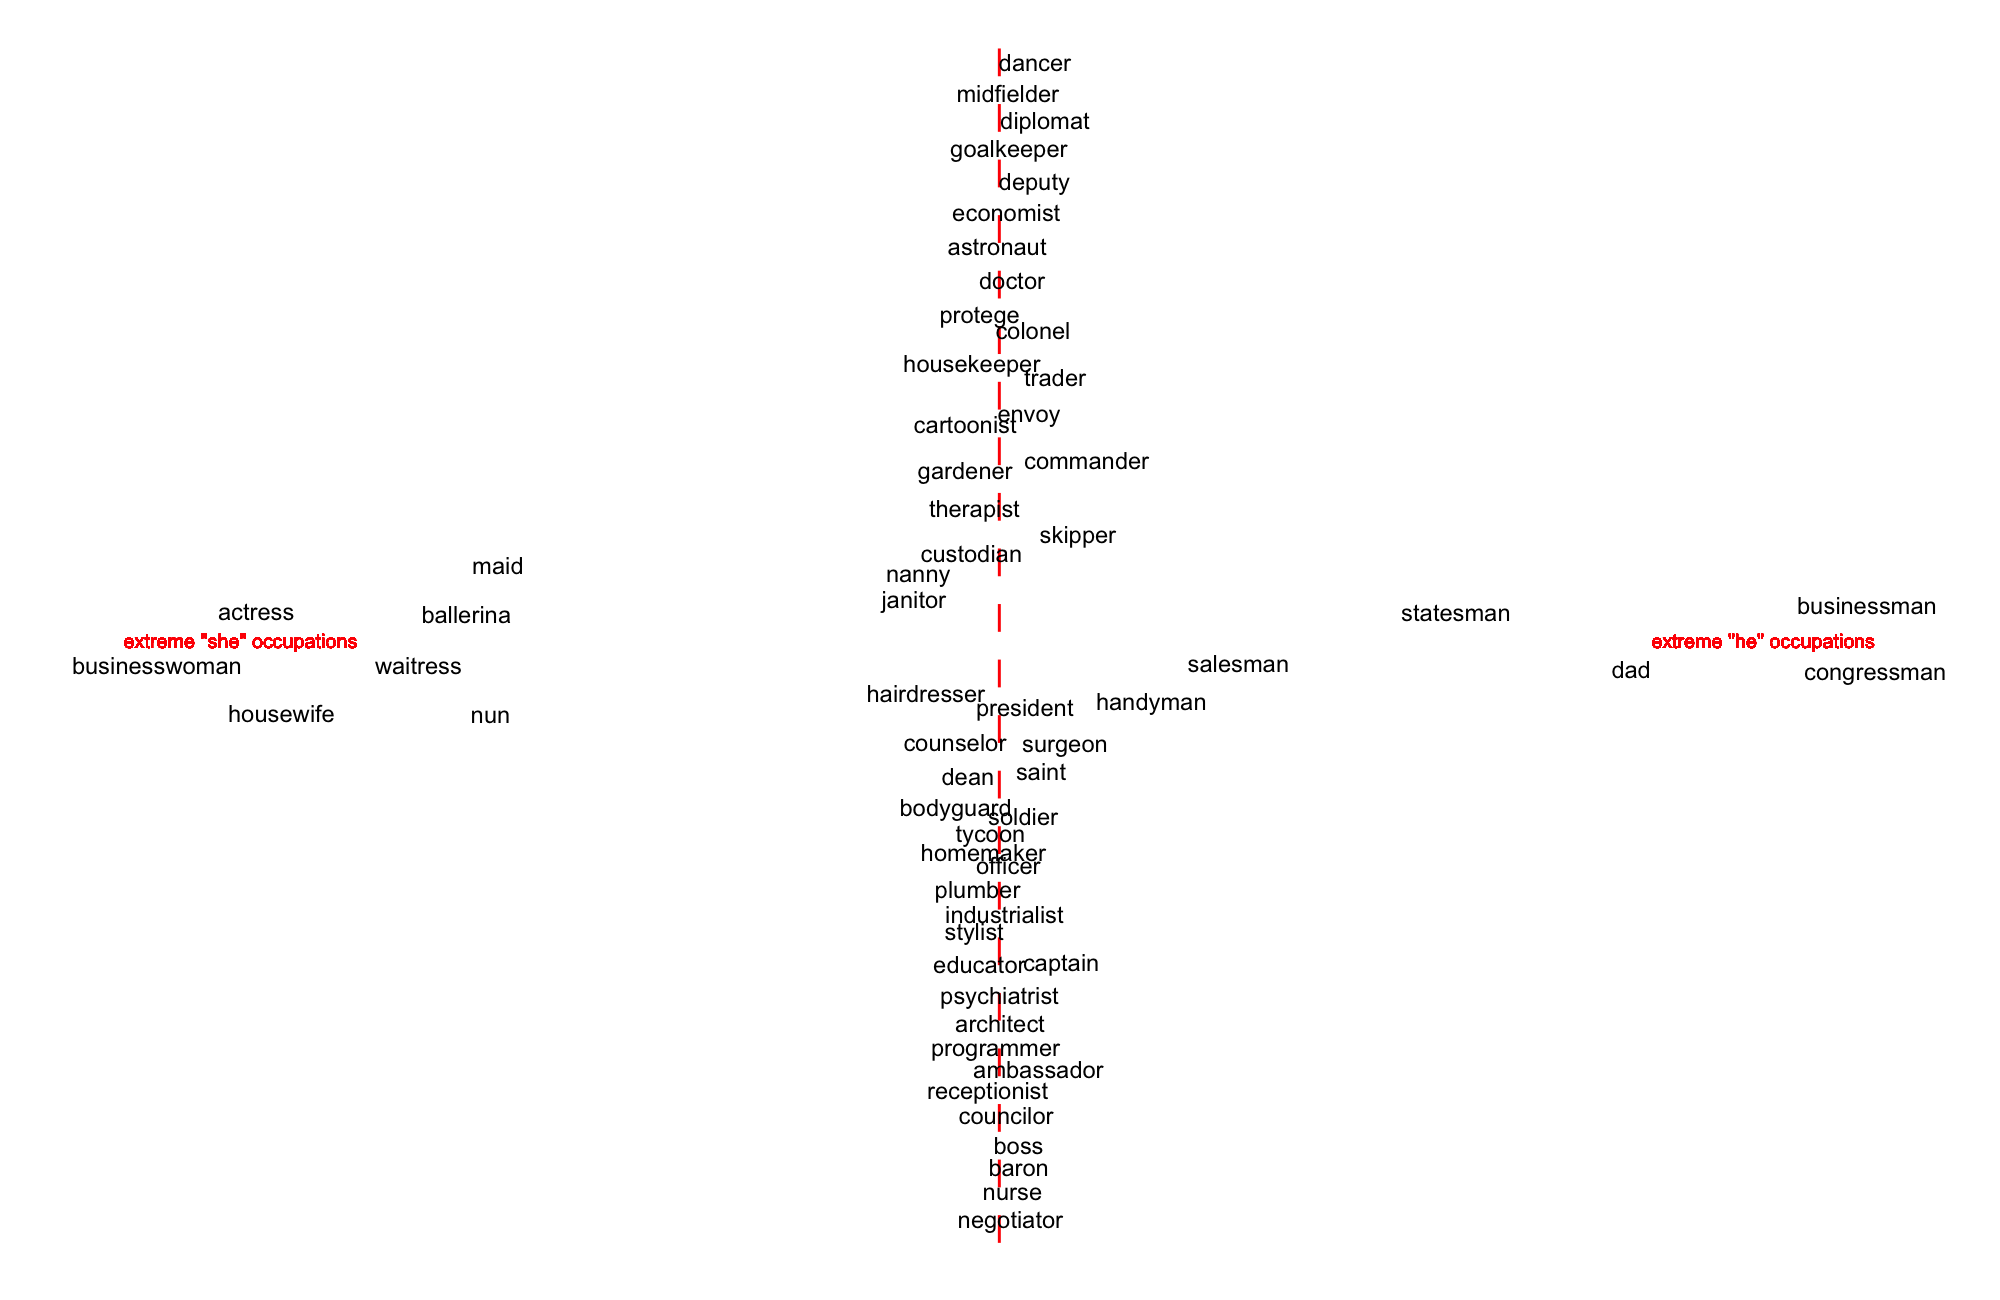 dancer
midfielder
diplomat
goalkeeper
deputy
economist
astronaut
doctor
protege
colonel
housekeeper
trader
envoy
cartoonist
commander
gardener
therapist
skipper
custodian
maid
nanny
janitor
businessman
actress
ballerina
statesman
extreme "she" occupations
extreme "he" occupations
businesswoman
waitress
salesman
dad
congressman
hairdresser
president
handyman
housewife
nun
counselor
surgeon
dean
saint
bodyguard
soldier
tycoon
homemaker
officer
plumber
industrialist
stylist
educator
captain
psychiatrist
architect
programmer
ambassador
receptionist
councilor
boss
baron
nurse
negotiator